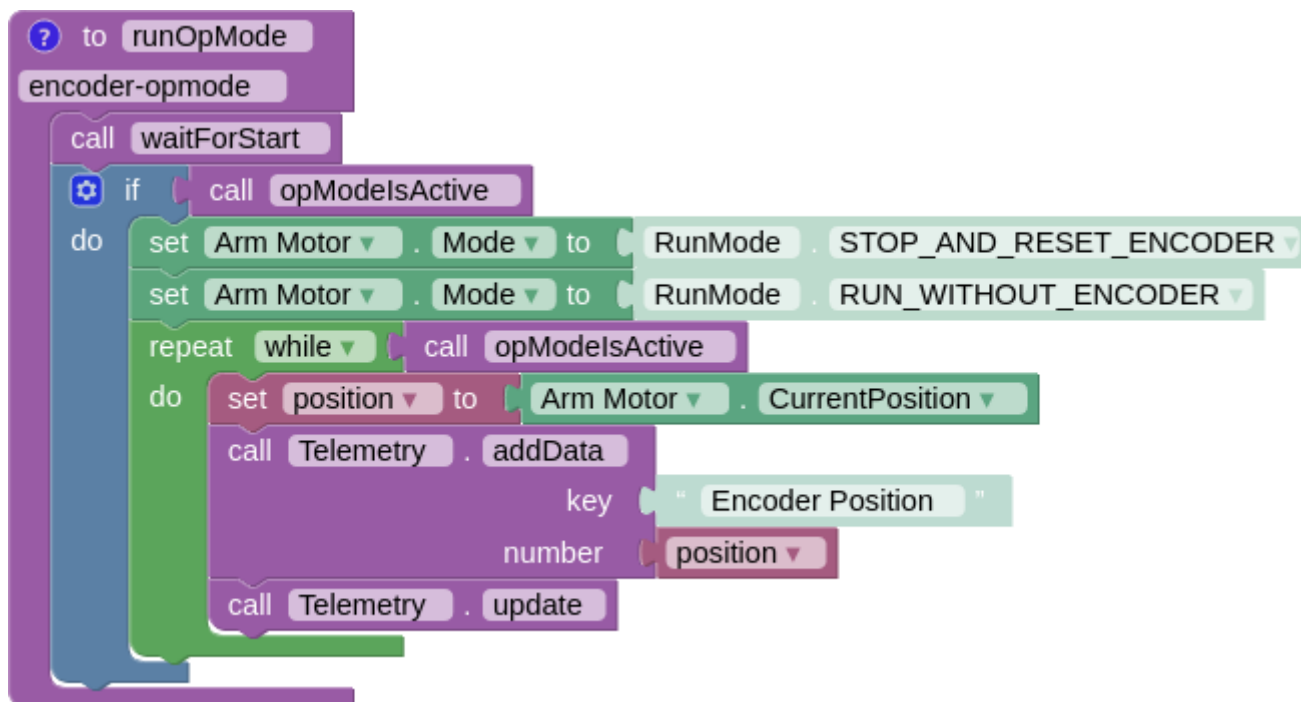 ? to runOpMode
encoder-opmode
call waitForStart
if call opModeIsActive
do set Arm Motor ▾ . Mode ▾ to RunMode . STOP_AND_RESET_ENCODER ▾
set Arm Motor ▾ . Mode ▾ to RunMode . RUN_WITHOUT_ENCODER ▾
repeat while ▾ call opModeIsActive
do set position ▾ to Arm Motor ▾ . CurrentPosition ▾
call Telemetry . addData
key “ Encoder Position ”
number position ▾
call Telemetry . update